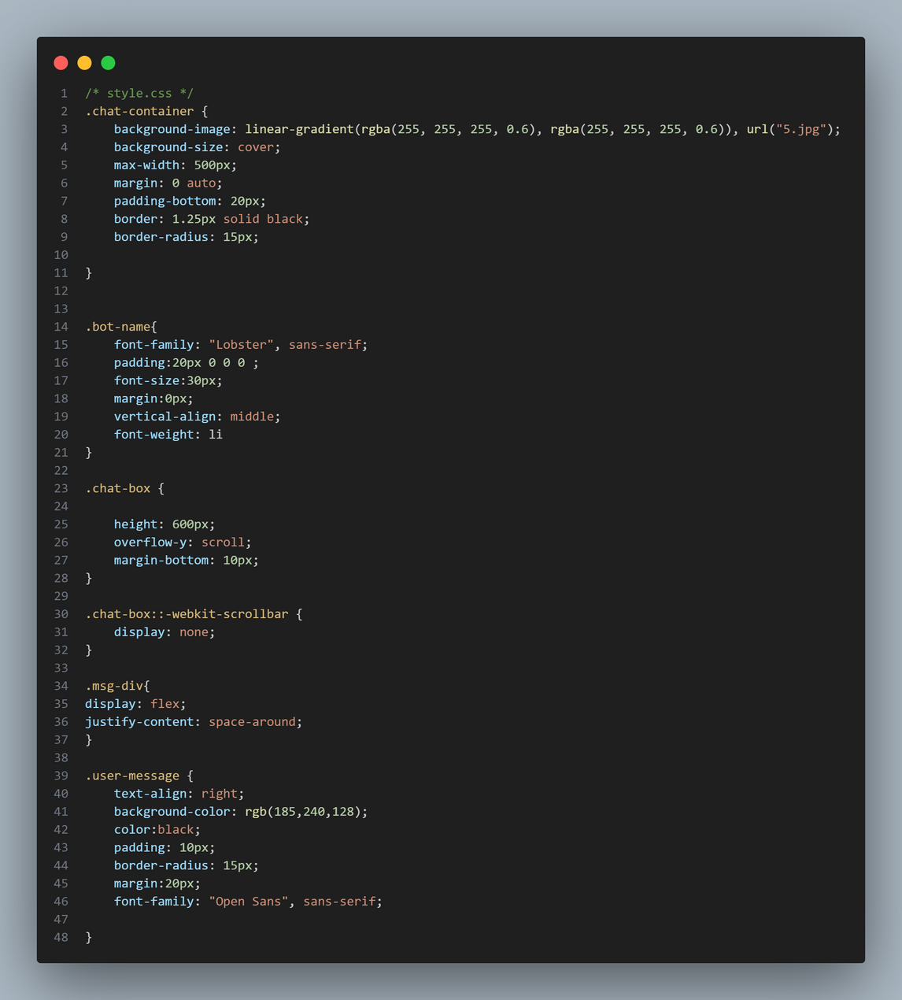 1 /* style.css */
2 .chat-container {
3     background-image: linear-gradient(rgba(255, 255, 255, 0.6), rgba(255, 255, 255, 0.6)), url("5.jpg");
4     background-size: cover;
5     max-width: 500px;
6     margin: 0 auto;
7     padding-bottom: 20px;
8     border: 1.25px solid black;
9     border-radius: 15px;
10
11 }
12
13
14 .bot-name{
15     font-family: "Lobster", sans-serif;
16     padding:20px 0 0 0 ;
17     font-size:30px;
18     margin:0px;
19     vertical-align: middle;
20     font-weight: li
21 }
22
23 .chat-box {
24
25     height: 600px;
26     overflow-y: scroll;
27     margin-bottom: 10px;
28 }
29
30 .chat-box::-webkit-scrollbar {
31     display: none;
32 }
33
34 .msg-div{
35 display: flex;
36 justify-content: space-around;
37 }
38
39 .user-message {
40     text-align: right;
41     background-color: rgb(185,240,128);
42     color:black;
43     padding: 10px;
44     border-radius: 15px;
45     margin:20px;
46     font-family: "Open Sans", sans-serif;
47
48 }